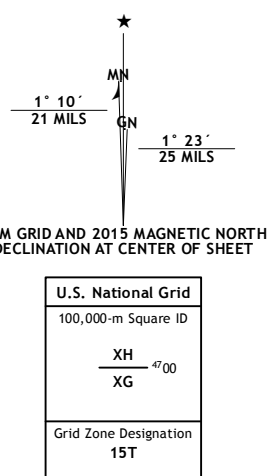 ★
MN
1° 10´
21 MILS
GN
1° 23´
25 MILS
M GRID AND 2015 MAGNETIC NORTH
DECLINATION AT CENTER OF SHEET
U.S. National Grid
100,000-m Square ID
XH
4700
XG
Grid Zone Designation
15T